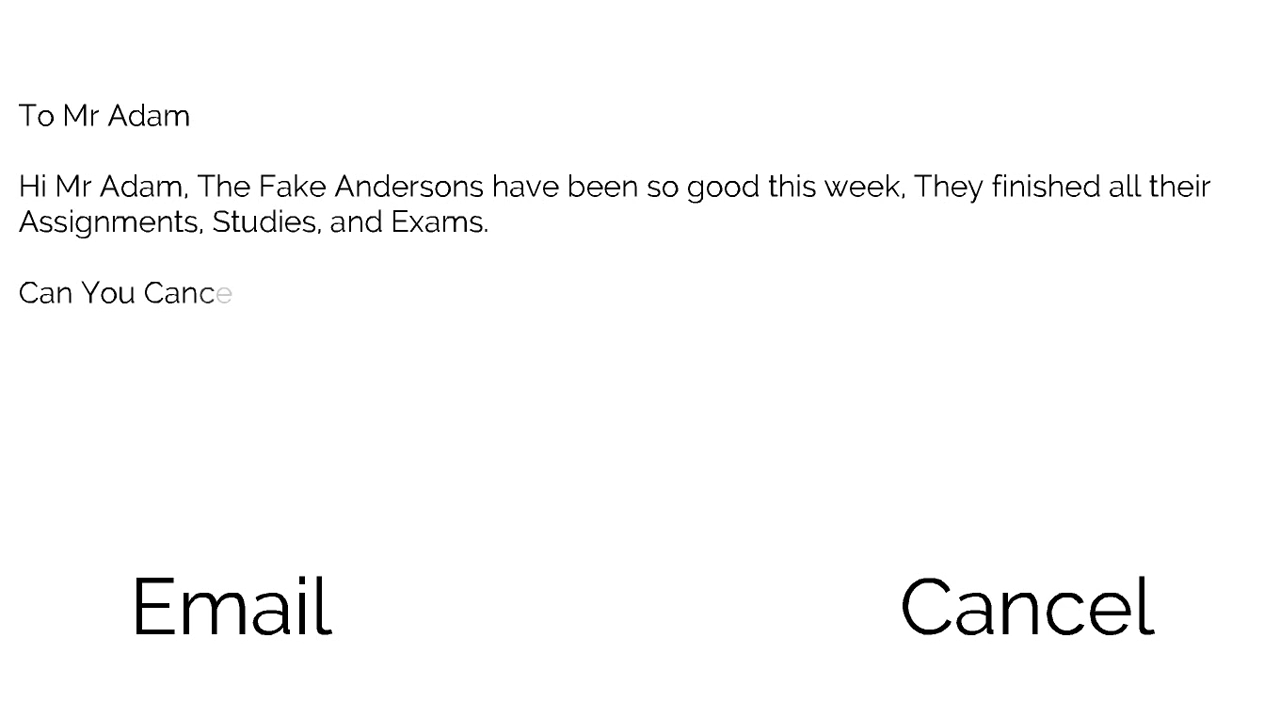 To Mr Adam
Hi Mr Adam, The Fake Andersons have been so good this week, They finished all their
Assignments, Studies, and Exams.
Can You Cance
Email
Cancel